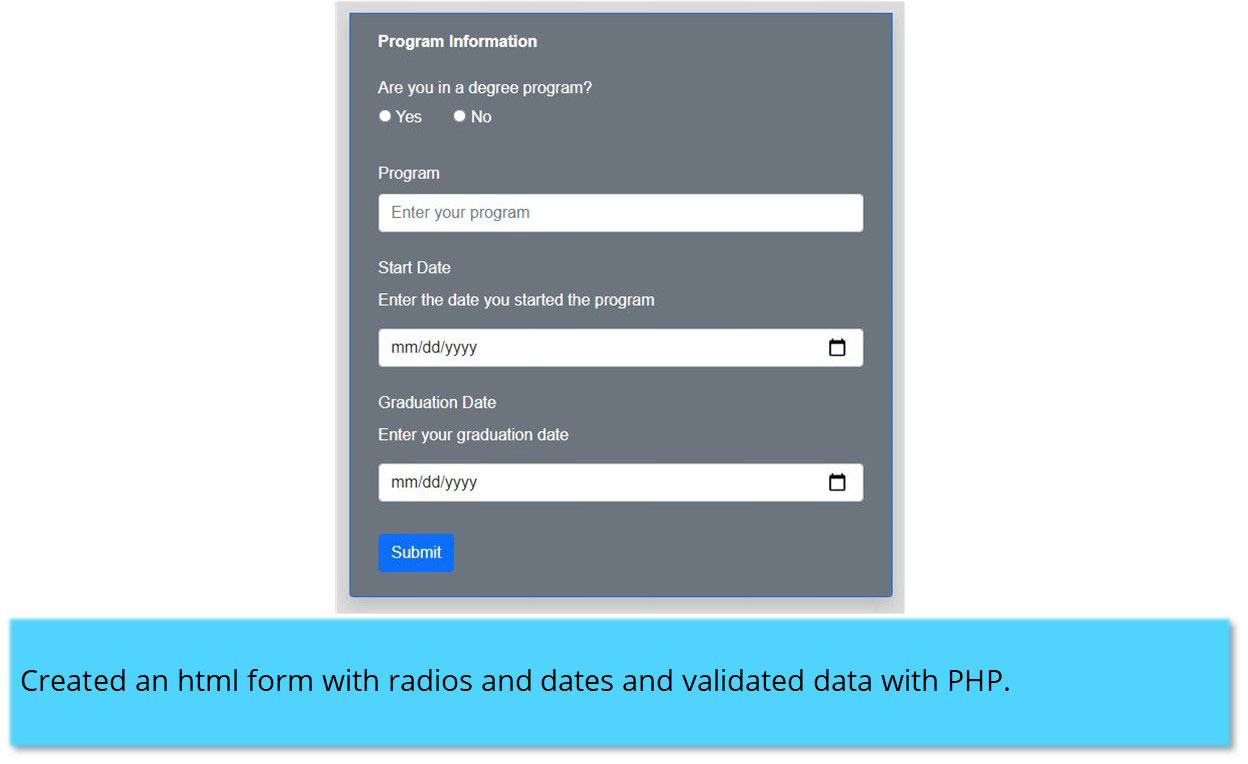 Program Information
Are you in a degree program?
Yes No
Program
Enter your program
Start Date
Enter the date you started the program
mm/dd/yyyy
Graduation Date
Enter your graduation date
mm/dd/yyyy
Submit
Created an html form with radios and dates and validated data with PHP.